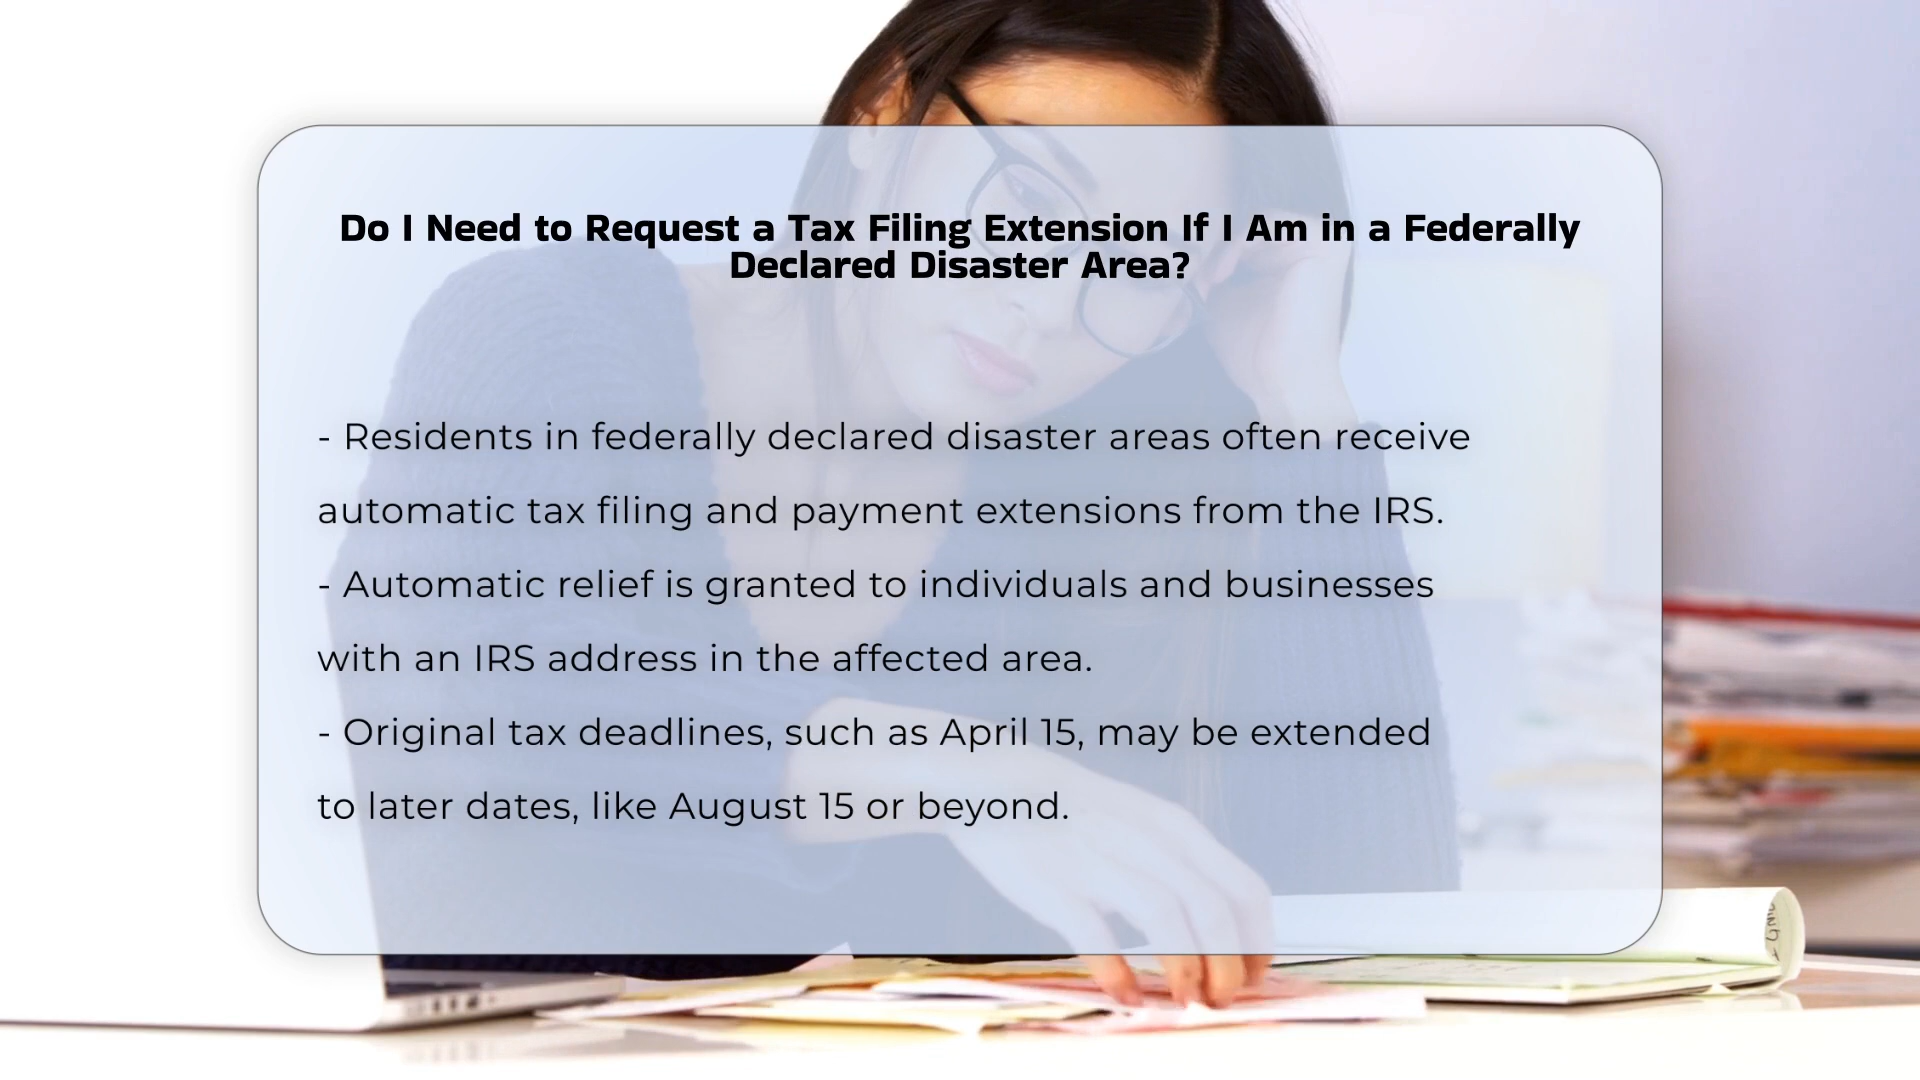 Do I Need to Request a Tax Filing Extension If I Am in a Federally
Declared Disaster Area?
- Residents in federally declared disaster areas often receive
automatic tax filing and payment extensions from the IRS.
- Automatic relief is granted to individuals and businesses
with an IRS address in the affected area.
- Original tax deadlines, such as April 15, may be extended
to later dates, like August 15 or beyond.